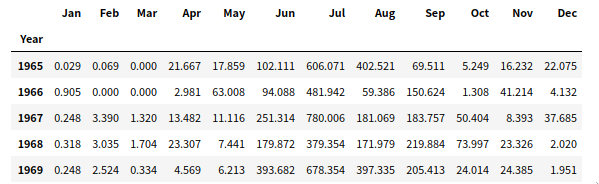 Jan Feb Mar Apr May Jun Jul Aug Sep Oct Nov Dec
Year
1965 0.029 0.069 0.000 21.667 17.859 102.111 606.071 402.521 69.511 5.249 16.232 22.075
1966 0.905 0.000 0.000 2.981 63.008 94.088 481.942 59.386 150.624 1.308 41.214 4.132
1967 0.248 3.390 1.320 13.482 11.116 251.314 780.006 181.069 183.757 50.404 8.393 37.685
1968 0.318 3.035 1.704 23.307 7.441 179.872 379.354 171.979 219.884 73.997 23.326 2.020
1969 0.248 2.524 0.334 4.569 6.213 393.682 678.354 397.335 205.413 24.014 24.385 1.951